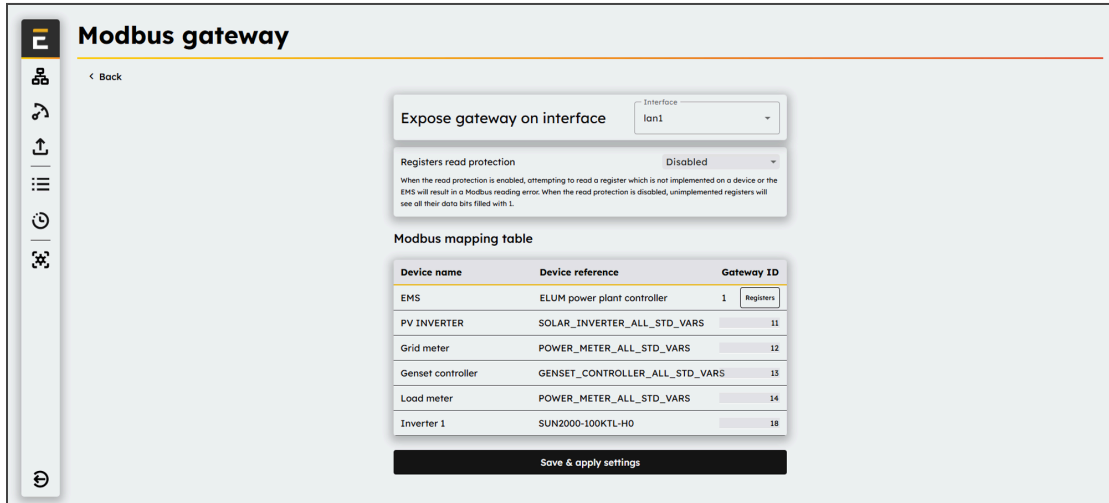 Modbus gateway
< Back
Interface
Expose gateway on interface lan1
Registers read protection Disabled
When the read protection is enabled, attempting to read a register which is not implemented on a device or the
EMS will result in a Modbus reading error. When the read protection is disabled, unimplemented registers will
see all their data bits filled with 1.
Modbus mapping table
Device name Device reference Gateway ID
EMS ELUM power plant controller 1 Registers
PV INVERTER SOLAR_INVERTER_ALL_STD_VARS 11
Grid meter POWER_METER_ALL_STD_VARS 12
Genset controller GENSET_CONTROLLER_ALL_STD_VARS 13
Load meter POWER_METER_ALL_STD_VARS 14
Inverter 1 SUN2000-100KTL-H0 18
Save & apply settings